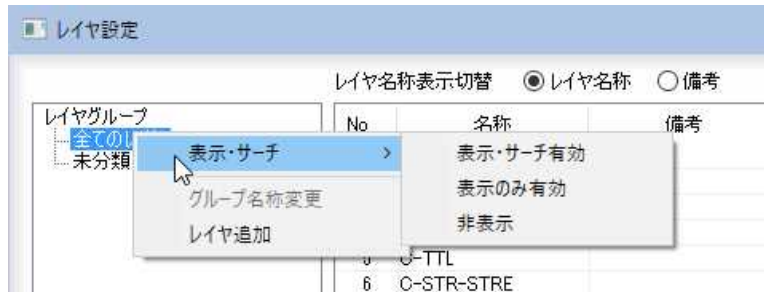 レイヤ設定
レイヤ名称表示切替 レイヤ名称 備考
レイヤグループ
全ての
未分類
No 名称 備考
表示・サーチ >
グループ名称変更
レイヤ追加
表示・サーチ有効
表示のみ有効
非表示
C-TTL
6 C-STR-STRE